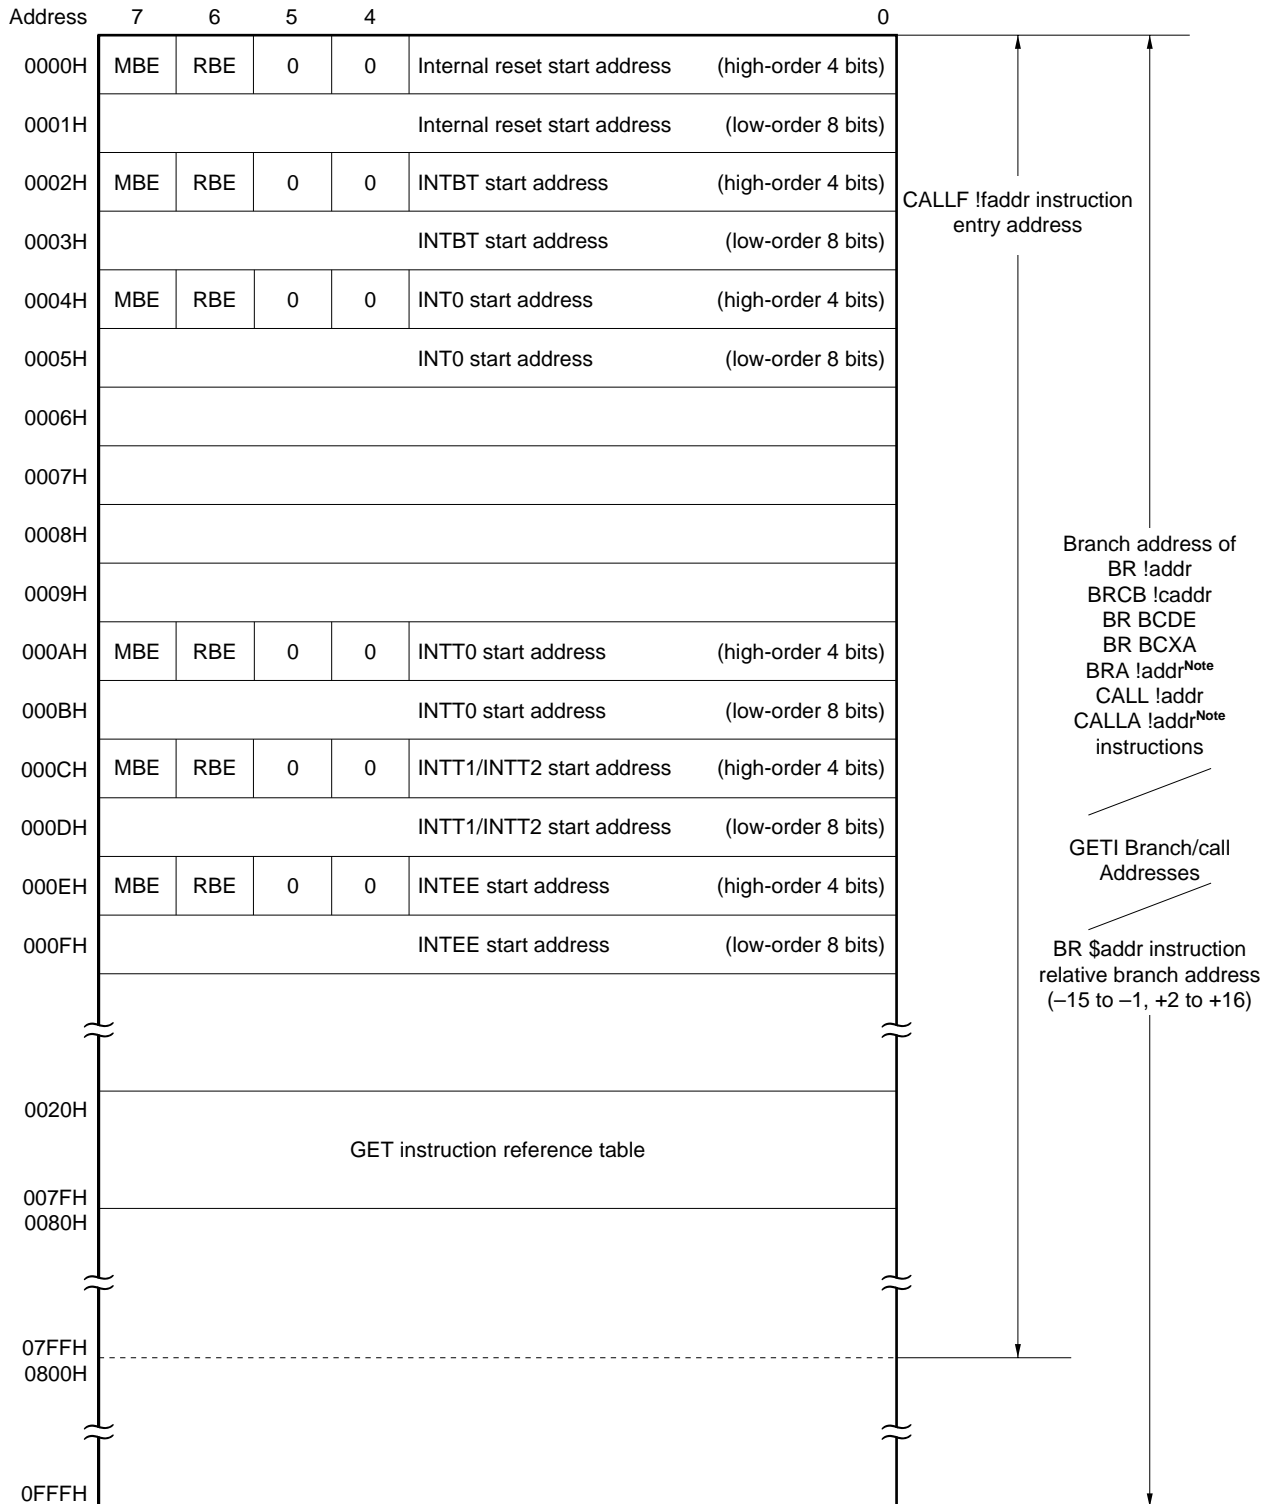 Address 7 6 5 4 0
0000H MBE RBE 0 0 Internal reset start address (high-order 4 bits)
0001H Internal reset start address (low-order 8 bits)
0002H MBE RBE 0 0 INTBT start address (high-order 4 bits)
CALLF !faddr instruction
entry address
0003H INTBT start address (low-order 8 bits)
0004H MBE RBE 0 0 INT0 start address (high-order 4 bits)
0005H INT0 start address (low-order 8 bits)
0006H
0007H
0008H
0009H
000AH MBE RBE 0 0 INTT0 start address (high-order 4 bits)
000BH INTT0 start address (low-order 8 bits)
000CH MBE RBE 0 0 INTT1/INTT2 start address (high-order 4 bits)
000DH INTT1/INTT2 start address (low-order 8 bits)
000EH MBE RBE 0 0 INTEE start address (high-order 4 bits)
000FH INTEE start address (low-order 8 bits)
Branch address of
BR !addr
BRCB !caddr
BR BCDE
BR BCXA
BRA !addrNote
CALL !addr
CALLA !addrNote
instructions
GETI Branch/call
Addresses
BR $addr instruction
relative branch address
(–15 to –1, +2 to +16)
0020H
GET instruction reference table
007FH
0080H
07FFH
0800H
0FFFH